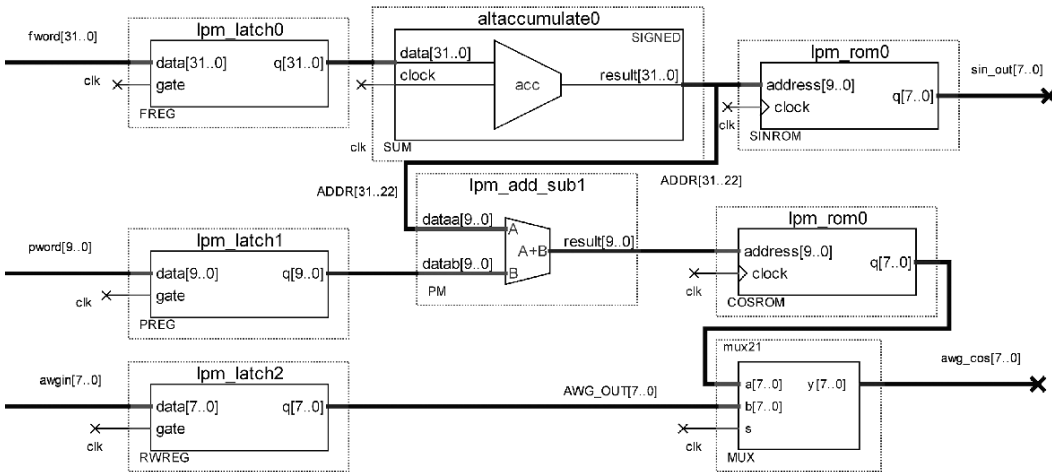 altaccumulate0
fword[31..0]
lpm_latch0
SIGNED
lpm_rom0
data[31..0]
q[31..0]
data[31..0]
clk
gate
clk
clock
acc
result[31..0]
address[9..0]
sin_out[7..0]
q[7..0]
clk
clock
FREG
clk
SUM
SINROM
ADDR[31..22]
lpm_add_sub1
ADDR[31..22]
lpm_rom0
dataa[9..0]
A
pword[9..0]
lpm_latch1
A+B
result[9..0]
address[9..0]
data[9..0]
q[9..0]
datab[9..0]
B
q[7..0]
clock
clk
gate
PM
clk
COSROM
PREG
mux21
awgin[7..0]
lpm_latch2
AWG_OUT[7..0]
awg_cos[7..0]
a[7..0]
y[7..0]
data[7..0]
q[7..0]
b[7..0]
gate
s
clk
clk
RWREG
MUX